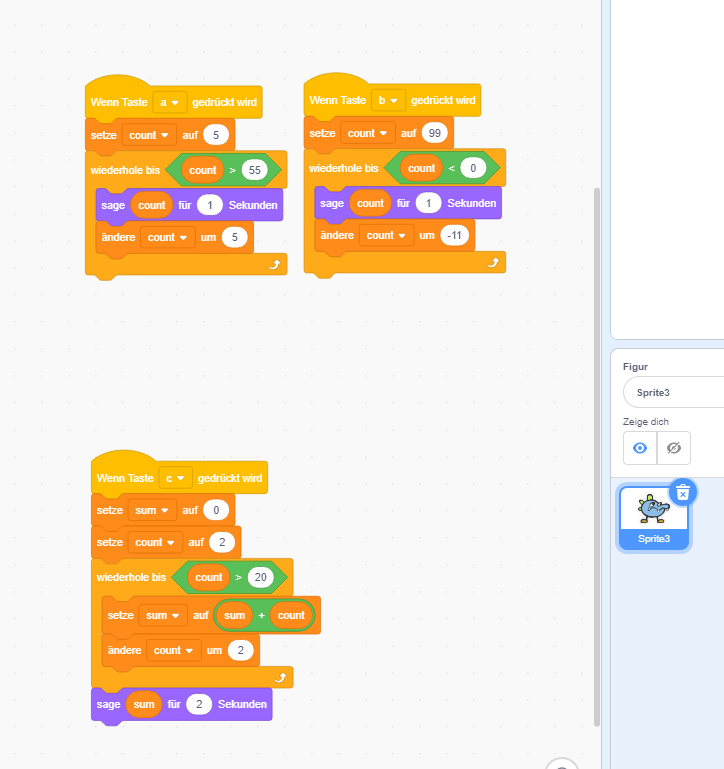 Wenn Taste a gedrückt wird
setze count auf 5
wiederhole bis count > 55
sage count für 1 Sekunden
ändere count um 5
Wenn Taste b gedrückt wird
setze count auf 99
wiederhole bis count < 0
sage count für 1 Sekunden
ändere count um -11
Wenn Taste c gedrückt wird
setze sum auf 0
setze count auf 2
wiederhole bis count > 20
setze sum auf sum + count
ändere count um 2
sage sum für 2 Sekunden
Figur
Sprite3
Zeige dich
Sprite3